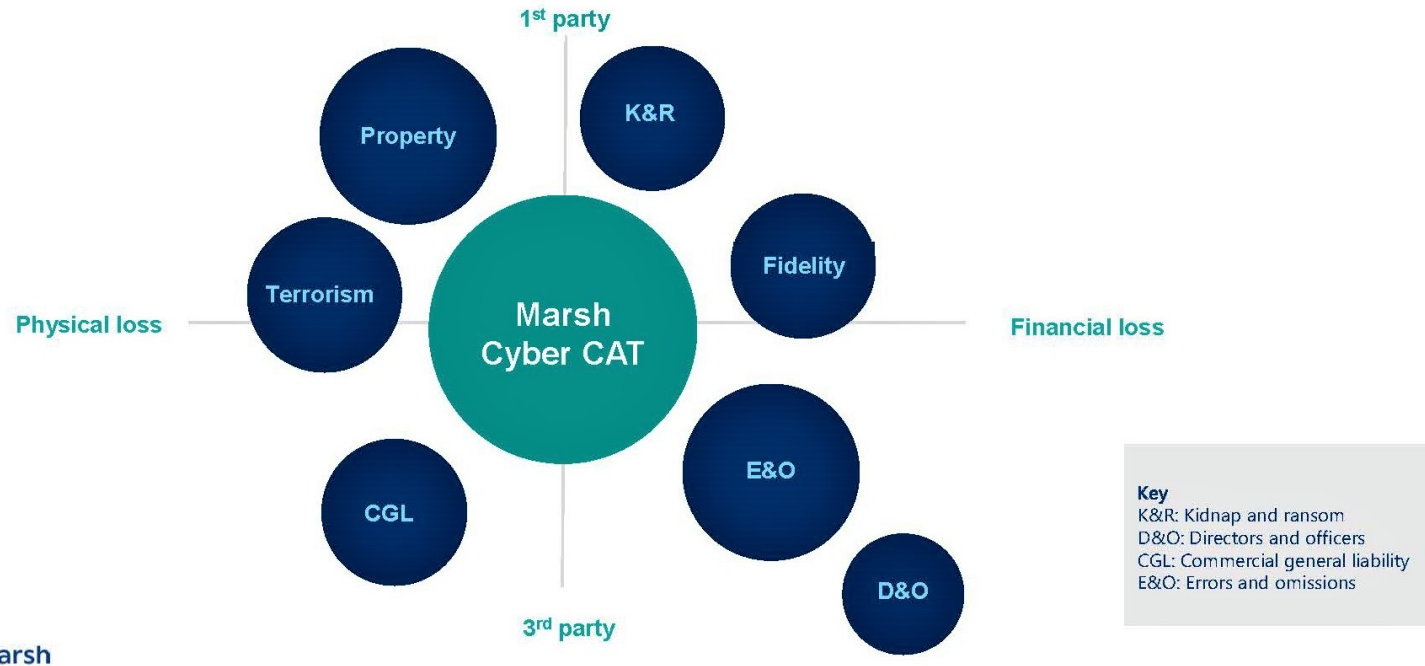 1st party
K&R
Property
Fidelity
Terrorism
Marsh
Cyber CAT
Physical loss
Financial loss
E&O
CGL
D&O
3rd party
Key
K&R: Kidnap and ransom
D&O: Directors and officers
CGL: Commercial general liability
E&O: Errors and omissions
arsh